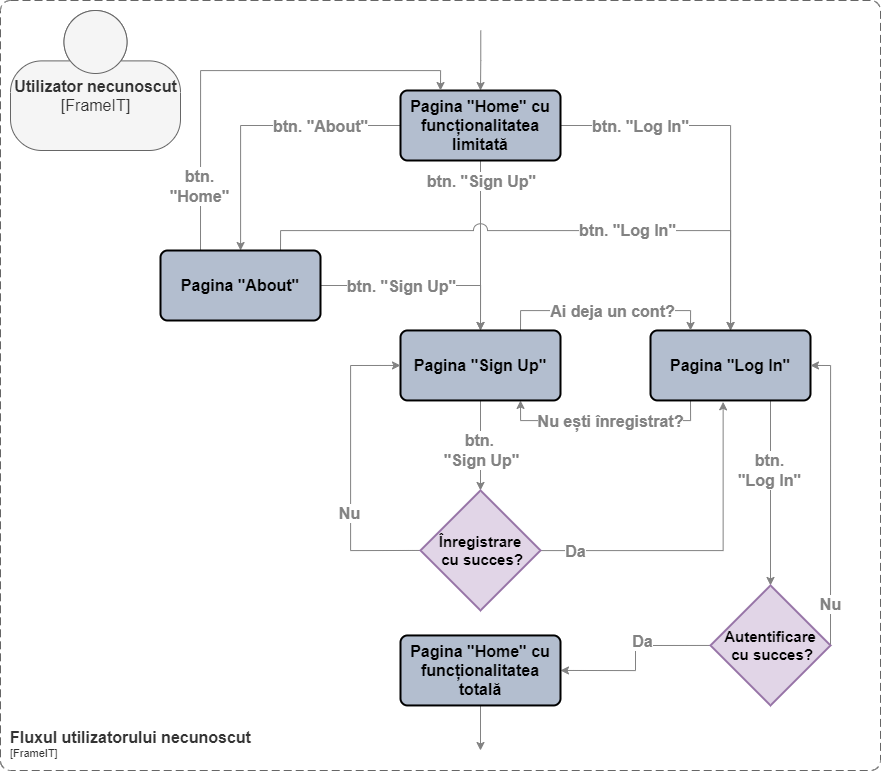 Utilizator necunoscut
[FrameIT]
Pagina "Home" cu
funcționalitatea
limitată
btn. "About"
btn. "Log In"
btn.
"Home"
btn. "Sign Up"
btn. "Log In"
Pagina "About"
btn. "Sign Up"
Ai deja un cont?
Pagina "Sign Up"
Pagina "Log In"
Nu ești înregistrat?
btn.
"Sign Up"
btn.
"Log In"
Nu
Înregistrare
cu succes?
Da
Nu
Autentificare
cu succes?
Da
Pagina "Home" cu
funcționalitatea
totală
Fluxul utilizatorului necunoscut
[FrameIT]